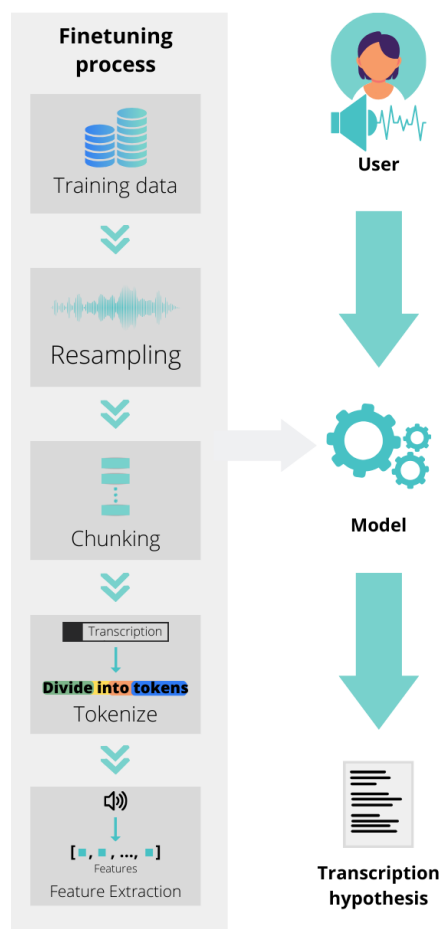 Finetuning
process
Training data
Resampling
Chunking
Transcription
Divide into tokens
Tokenize
[■, ■, ..., ■]
Features
Feature Extraction
User
Model
Transcription
hypothesis